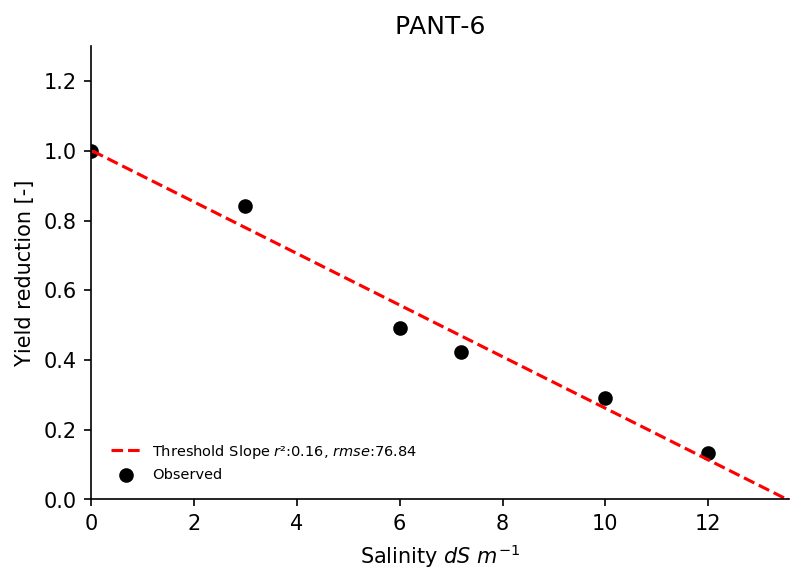 PANT-6
Yield reduction [-]
1.2
1.0
0.8
0.6
0.4
0.2
0.0
Threshold Slope r²:0.16, rmse:76.84
Observed
0 2 4 6 8 10 12
Salinity dS m⁻¹